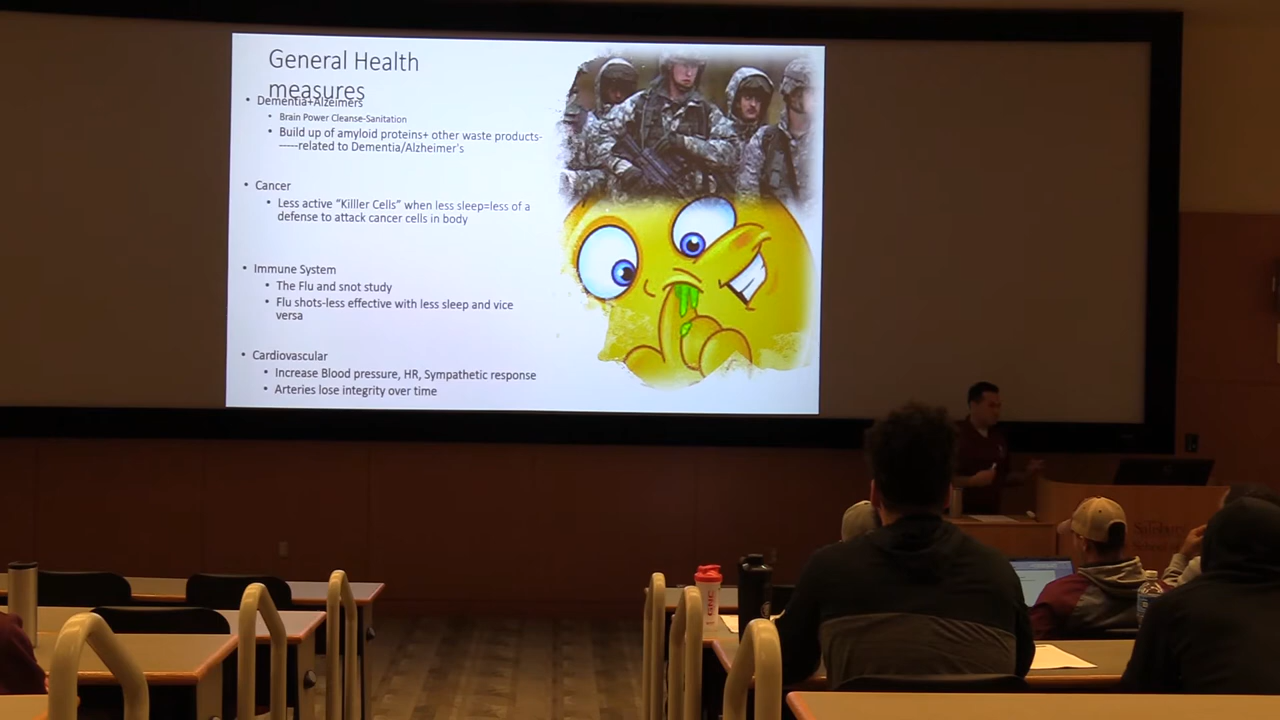 General Health
measures
• Dementia+Alzeimers
• Brain Power Cleanse-Sanitation
• Build up of amyloid proteins+ other waste products-
-----related to Dementia/Alzheimer's
• Cancer
• Less active “Killler Cells” when less sleep=less of a
defense to attack cancer cells in body
• Immune System
• The Flu and snot study
• Flu shots-less effective with less sleep and vice
versa
• Cardiovascular
• Increase Blood pressure, HR, Sympathetic response
• Arteries lose integrity over time
GNC
Salisbury